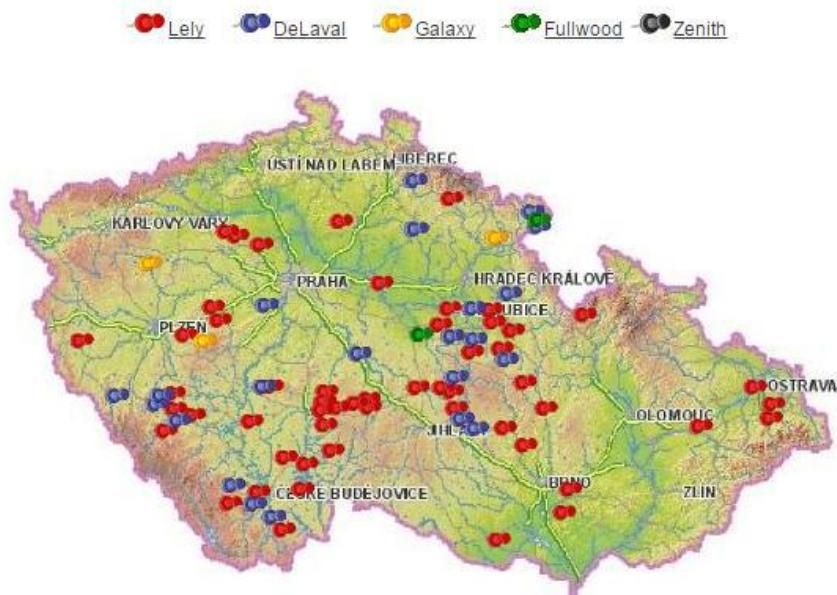 Lely DeLaval Galaxy Fullwood Zenith
ÚSTÍ NAD LABEM
LIBEREC
KARLOVY VARY
PRAHA
HRADEC KRÁLOVÉ
UBICE
PLZEŇ
OSTRAVA
OLOMOUC
JIHLAVA
ČESKÉ BUDĚJOVICE
BRNO
ZLÍN